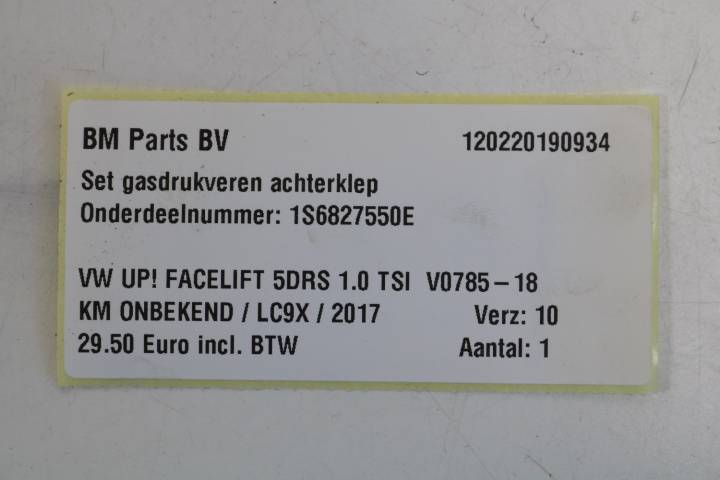 BM Parts BV 120220190934
Set gasdrukveren achterklep
Onderdeelnummer: 1S6827550E
VW UP! FACELIFT 5DRS 1.0 TSI V0785-18
KM ONBEKEND / LC9X / 2017 Verz: 10
29.50 Euro incl. BTW Aantal: 1